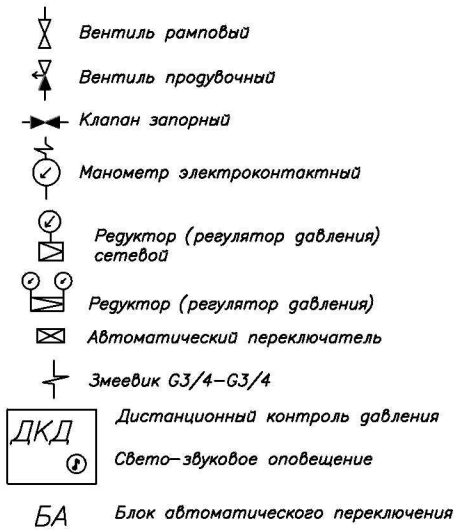 Вентиль рамповый
Вентиль продувочный
Клапан запорный
Манометр электроконтактный
Редуктор (регулятор давления)
сетевой
Редуктор (регулятор давления)
Автоматический переключатель
Змеевик G3/4-G3/4
Дистанционный контроль давления
ДКД
Свето-звуковое оповещение
БА Блок автоматического переключения